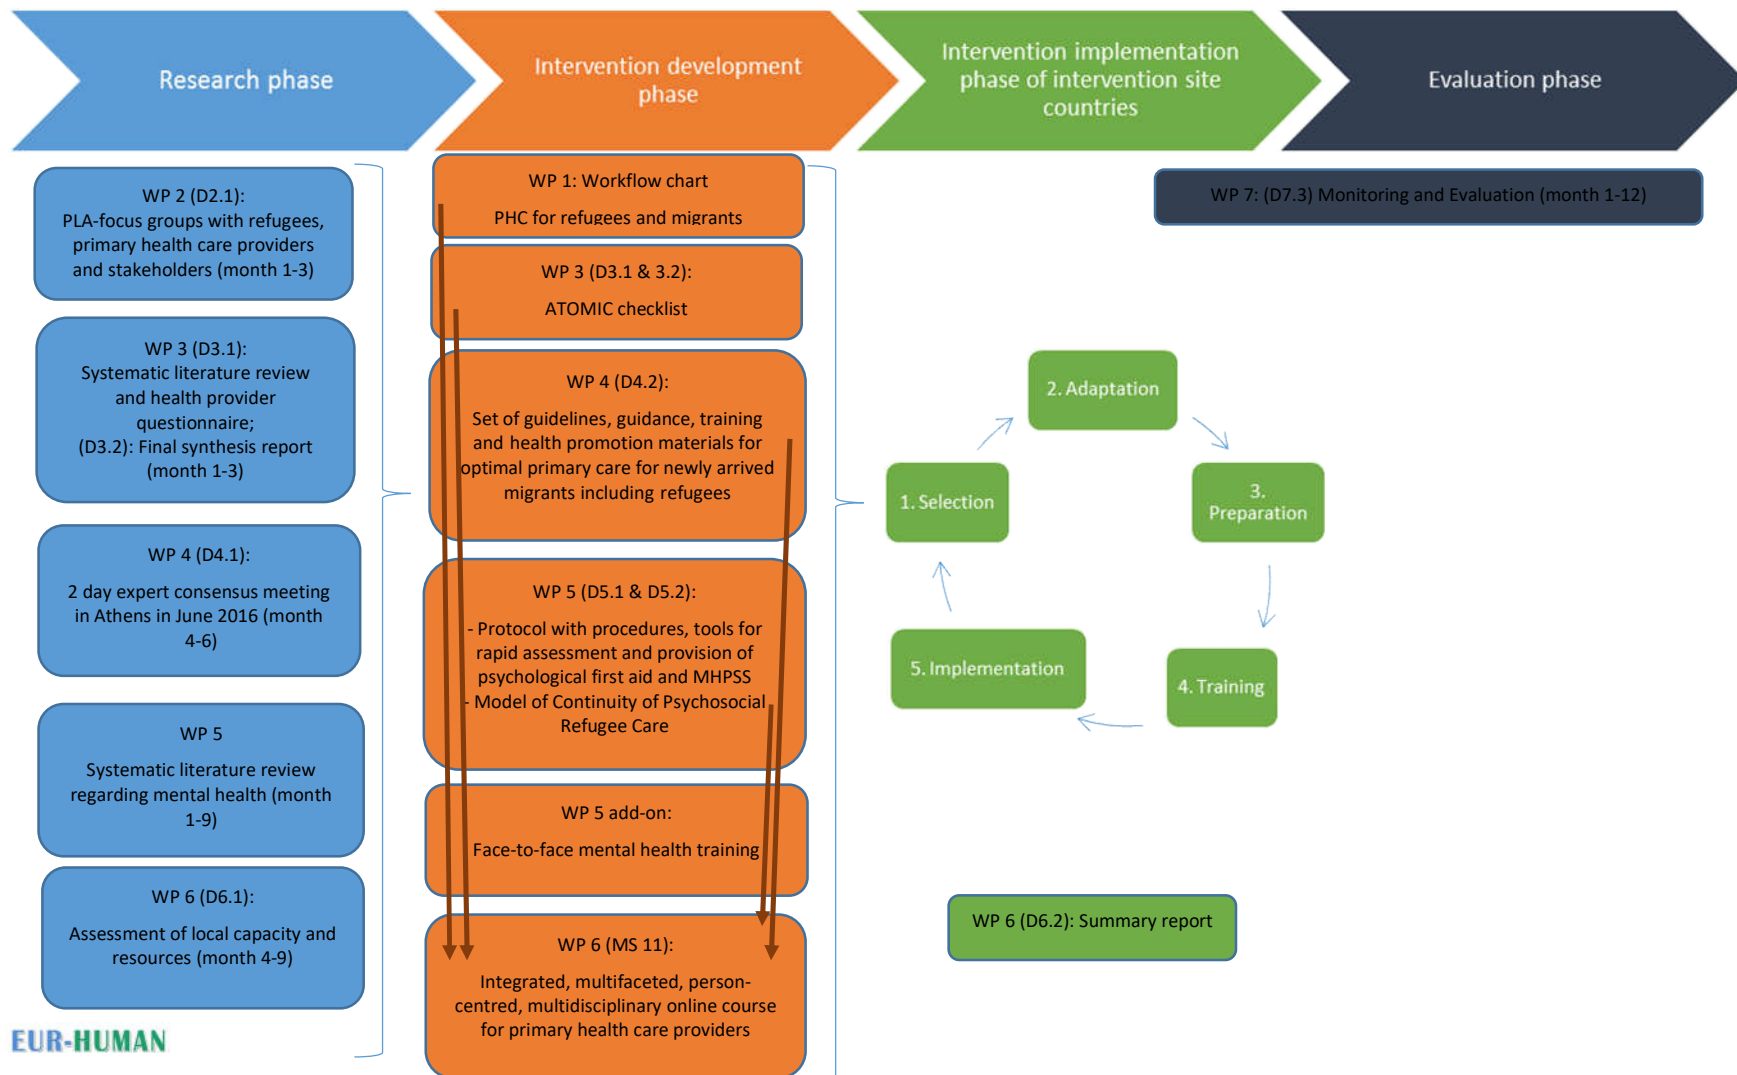 Research phase
Intervention development
phase
Intervention implementation
phase of intervention site
countries
Evaluation phase
WP 2 (D2.1):
PLA-focus groups with refugees,
primary health care providers
and stakeholders (month 1-3)
WP 3 (D3.1):
Systematic literature review
and health provider
questionnaire;
(D3.2): Final synthesis report
(month 1-3)
WP 4 (D4.1):
2 day expert consensus meeting
in Athens in June 2016 (month
4-6)
WP 5
Systematic literature review
regarding mental health (month
1-9)
WP 6 (D6.1):
Assessment of local capacity and
resources (month 4-9)
EUR-HUMAN
WP 1: Workflow chart
PHC for refugees and migrants
WP 3 (D3.1 & 3.2):
ATOMIC checklist
WP 4 (D4.2):
Set of guidelines, guidance, training
and health promotion materials for
optimal primary care for newly arrived
migrants including refugees
WP 5 (D5.1 & D5.2):
- Protocol with procedures, tools for
rapid assessment and provision of
psychological first aid and MHPSS
- Model of Continuity of Psychosocial
Refugee Care
WP 5 add-on:
Face-to-face mental health training
WP 6 (MS 11):
Integrated, multifaceted, person-
centred, multidisciplinary online course
for primary health care providers
1. Selection
2. Adaptation
3.
Preparation
4. Training
5. Implementation
WP 6 (D6.2): Summary report
WP 7: (D7.3) Monitoring and Evaluation (month 1-12)